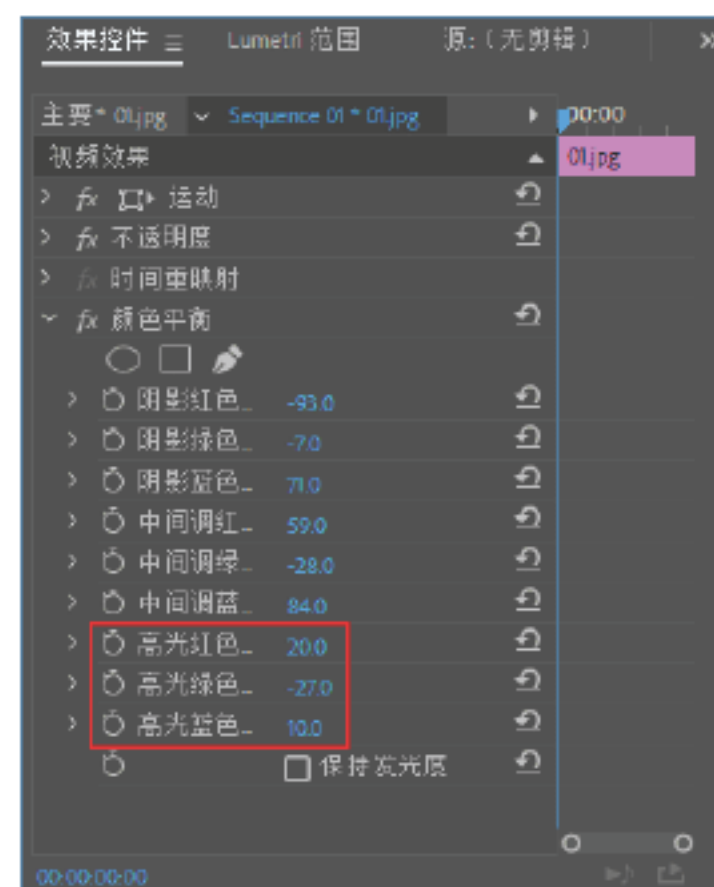 效果控件 Lumetri 范围 源:(无剪辑) »
主要* 01.jpg Sequence 01 * 01.jpg 00:00
视频效果 01.jpg
fx 运动
fx 不透明度
fx 时间重映射
fx 颜色平衡
阴影红色... -93.0
阴影绿色... -7.0
阴影蓝色... 71.0
中间调红... 59.0
中间调绿... -28.0
中间调蓝... 84.0
高光红色... 20.0
高光绿色... -27.0
高光蓝色... 10.0
保持发光度
00:00:00:00